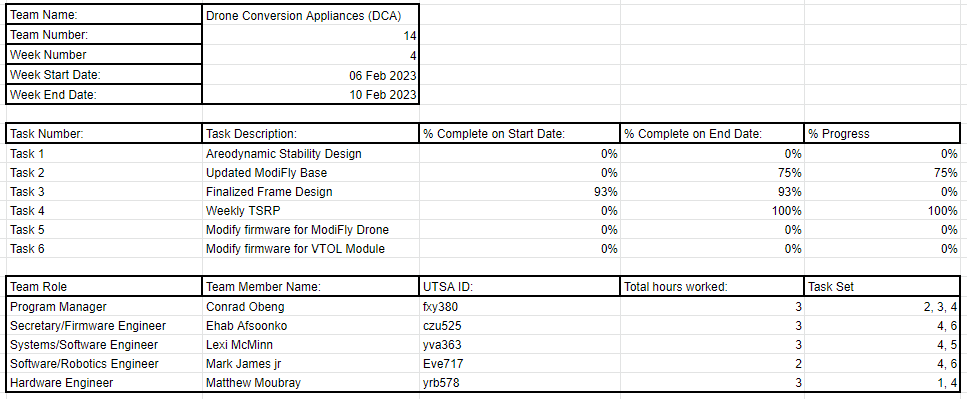 Team Name: Drone Conversion Appliances (DCA)
Team Number: 14
Week Number 4
Week Start Date: 06 Feb 2023
Week End Date: 10 Feb 2023
Task Number: Task Description: % Complete on Start Date: % Complete on End Date: % Progress
Task 1 Areodynamic Stability Design 0% 0% 0%
Task 2 Updated ModiFly Base 0% 75% 75%
Task 3 Finalized Frame Design 93% 93% 0%
Task 4 Weekly TSRP 0% 100% 100%
Task 5 Modify firmware for ModiFly Drone 0% 0% 0%
Task 6 Modify firmware for VTOL Module 0% 0% 0%
Team Role Team Member Name: UTSA ID: Total hours worked: Task Set
Program Manager Conrad Obeng fxy380 3 2, 3, 4
Secretary/Firmware Engineer Ehab Afsoonko czu525 3 4, 6
Systems/Software Engineer Lexi McMinn yva363 3 4, 5
Software/Robotics Engineer Mark James jr Eve717 2 4, 6
Hardware Engineer Matthew Moubray yrb578 3 1, 4